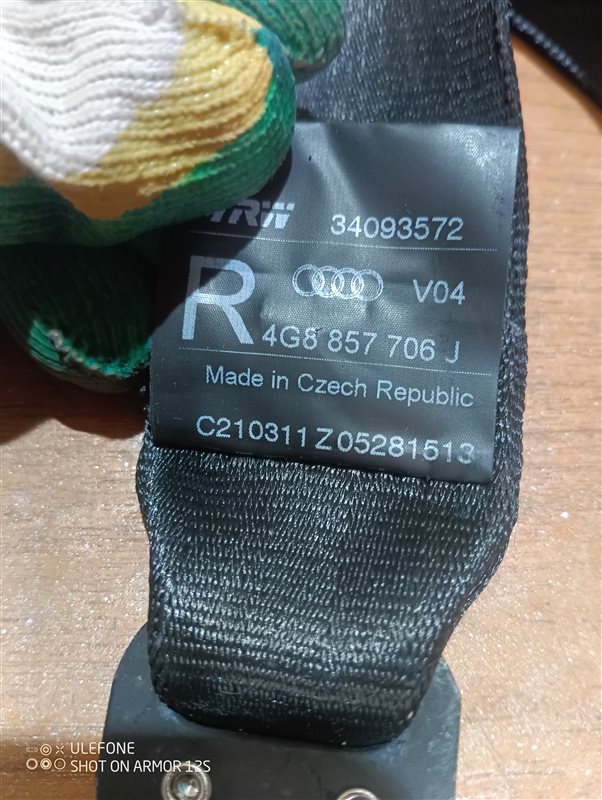 TRW 34093572
R V04
4G8 857 706 J
Made in Czech Republic
C210311 Z 05281513
ULEFONE
SHOT ON ARMOR 12S